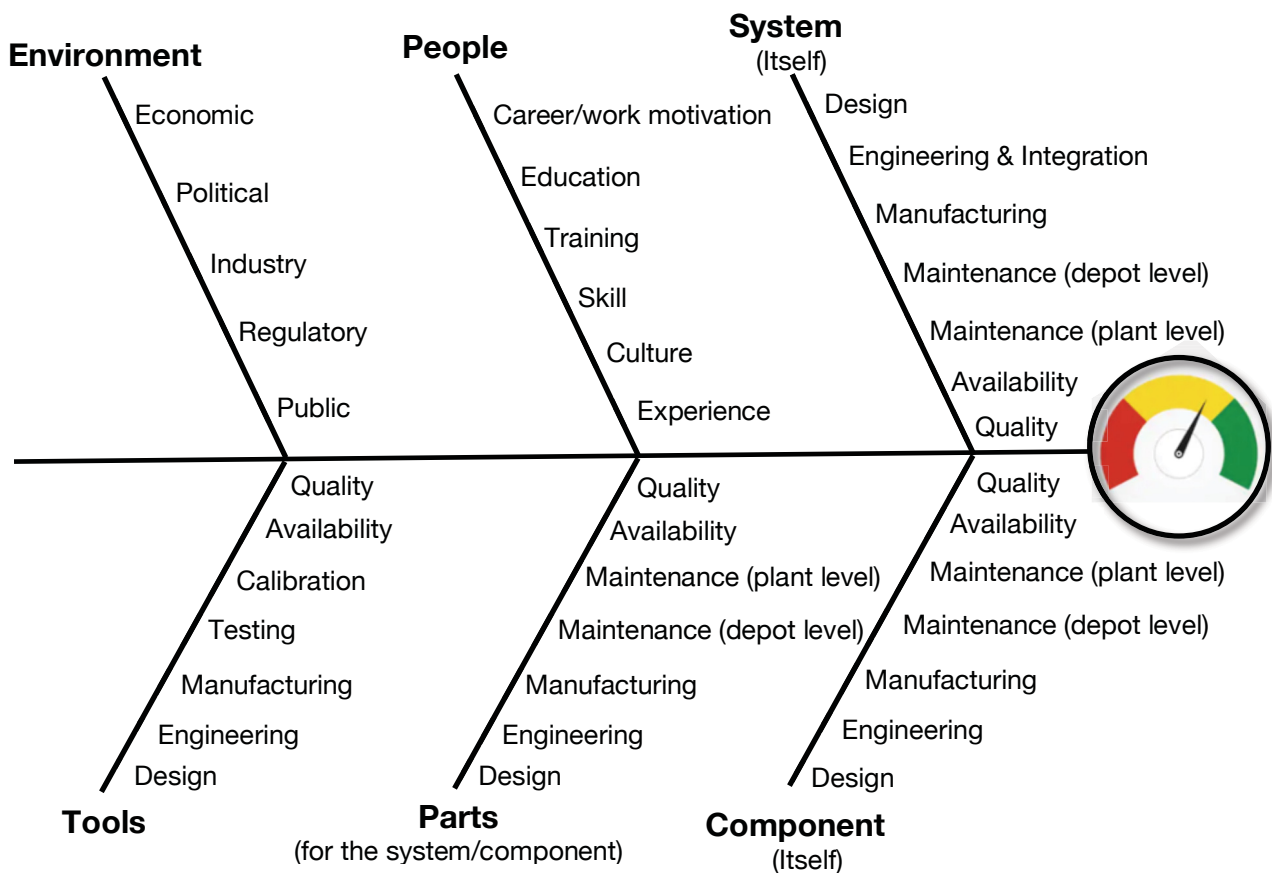 Environment
Economic
Political
Industry
Regulatory
Public
People
Career/work motivation
Education
Training
Skill
Culture
Experience
System
(Itself)
Design
Engineering & Integration
Manufacturing
Maintenance (depot level)
Maintenance (plant level)
Availability
Quality
Quality
Availability
Calibration
Testing
Manufacturing
Engineering
Design
Tools
Quality
Availability
Maintenance (plant level)
Maintenance (depot level)
Manufacturing
Engineering
Design
Parts
(for the system/component)
Quality
Availability
Maintenance (plant level)
Maintenance (depot level)
Manufacturing
Engineering
Design
Component
(Itself)